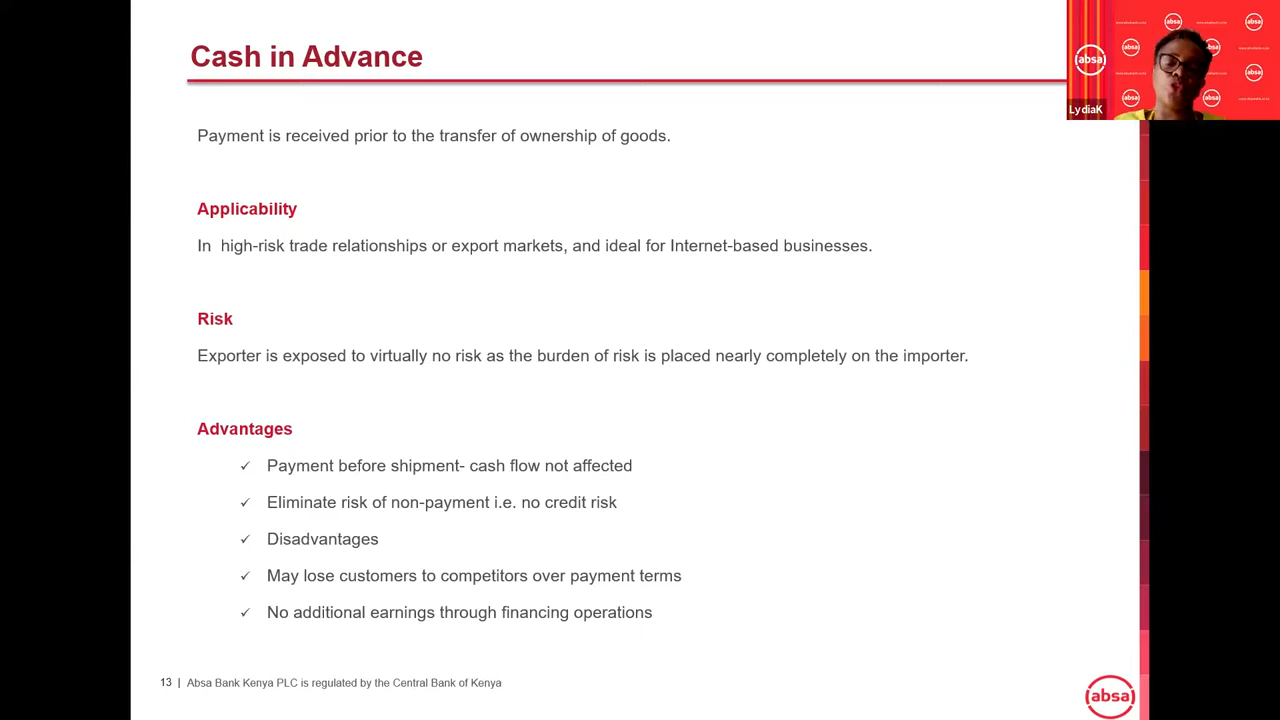 Cash in Advance
absa
LydiaK
Payment is received prior to the transfer of ownership of goods.
Applicability
In high-risk trade relationships or export markets, and ideal for Internet-based businesses.
Risk
Exporter is exposed to virtually no risk as the burden of risk is placed nearly completely on the importer.
Advantages
✓ Payment before shipment- cash flow not affected
✓ Eliminate risk of non-payment i.e. no credit risk
✓ Disadvantages
✓ May lose customers to competitors over payment terms
✓ No additional earnings through financing operations
13 | Absa Bank Kenya PLC is regulated by the Central Bank of Kenya
absa